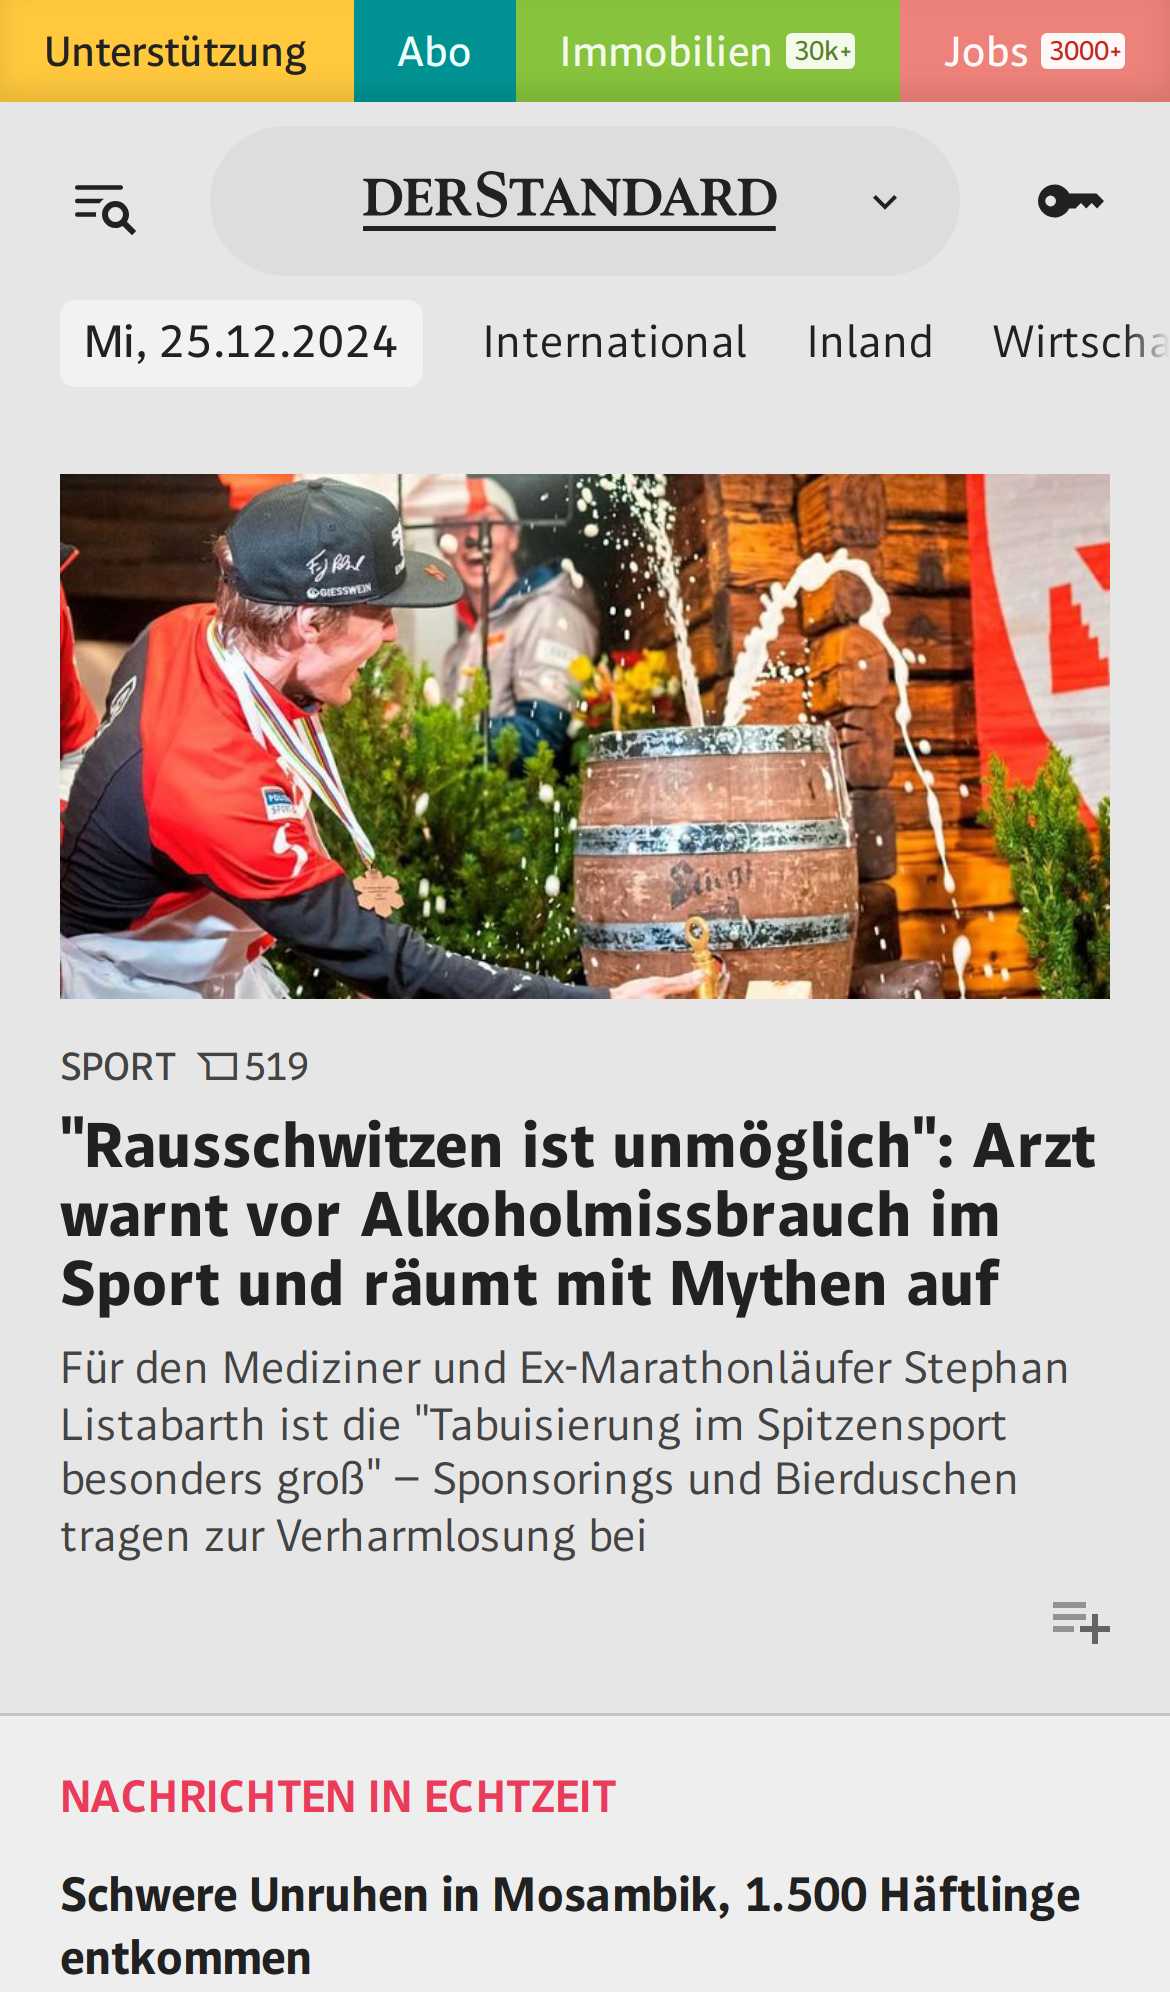 Unterstützung Abo Immobilien 30k+ Jobs 3000+
DERSTANDARD
Mi, 25.12.2024 International Inland Wirtscha
GIESSWEIN
Stiegl
SPORT 519
"Rausschwitzen ist unmöglich": Arzt
warnt vor Alkoholmissbrauch im
Sport und räumt mit Mythen auf
Für den Mediziner und Ex-Marathonläufer Stephan
Listabarth ist die "Tabuisierung im Spitzensport
besonders groß" – Sponsorings und Bierduschen
tragen zur Verharmlosung bei
NACHRICHTEN IN ECHTZEIT
Schwere Unruhen in Mosambik, 1.500 Häftlinge
entkommen